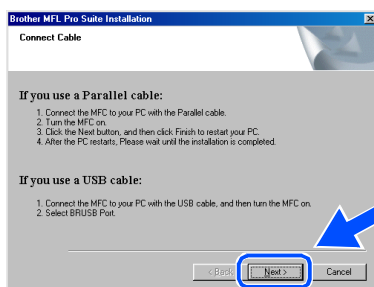 Brother MFL Pro Suite Installation
Connect Cable
If you use a Parallel cable:
1. Connect the MFC to your PC with the Parallel cable.
2. Turn the MFC on.
3. Click the Next button, and then click Finish to restart your PC.
4. After the PC restarts, Please wait until the installation is completed.
If you use a USB cable:
1. Connect the MFC to your PC with the USB cable, and then turn the MFC on.
2. Select BRUSB Port.
< Back Next > Cancel